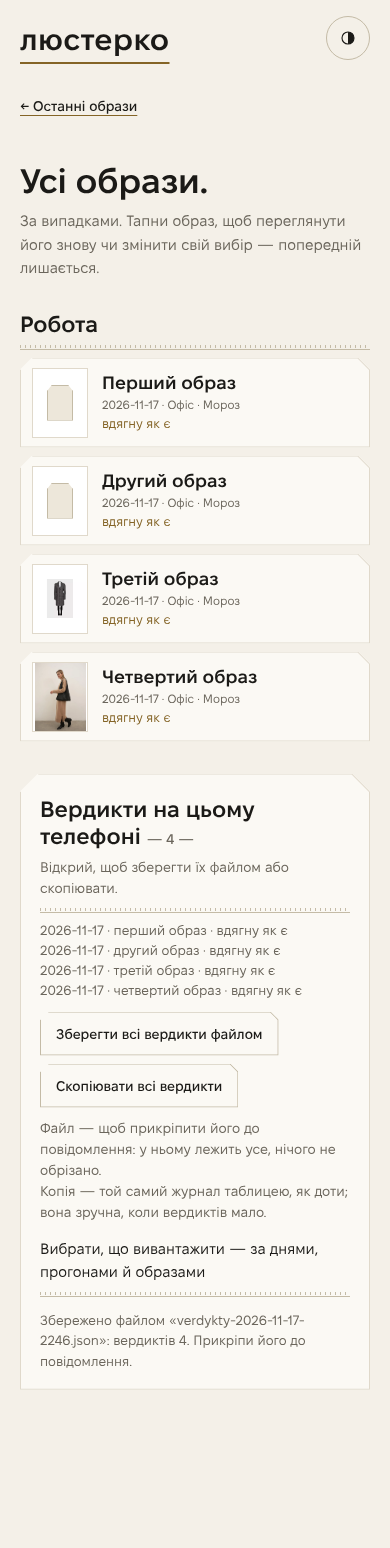 люстерко
← Останні образи
Усі образи.
За випадками. Тапни образ, щоб переглянути
його знову чи змінити свій вибір — попередній
лишається.
Робота
Перший образ
2026-11-17 · Офіс · Мороз
вдягну як є
Другий образ
2026-11-17 · Офіс · Мороз
вдягну як є
Третій образ
2026-11-17 · Офіс · Мороз
вдягну як є
Четвертий образ
2026-11-17 · Офіс · Мороз
вдягну як є
Вердикти на цьому
телефоні — 4 —
Відкрий, щоб зберегти їх файлом або
скопіювати.
2026-11-17 · перший образ · вдягну як є
2026-11-17 · другий образ · вдягну як є
2026-11-17 · третій образ · вдягну як є
2026-11-17 · четвертий образ · вдягну як є
Зберегти всі вердикти файлом
Скопіювати всі вердикти
Файл — щоб прикріпити його до
повідомлення: у ньому лежить усе, нічого не
обрізано.
Копія — той самий журнал таблицею, як доти;
вона зручна, коли вердиктів мало.
Вибрати, що вивантажити — за днями,
прогонами й образами
Збережено файлом «verdykty-2026-11-17-
2246.json»: вердиктів 4. Прикріпи його до
повідомлення.